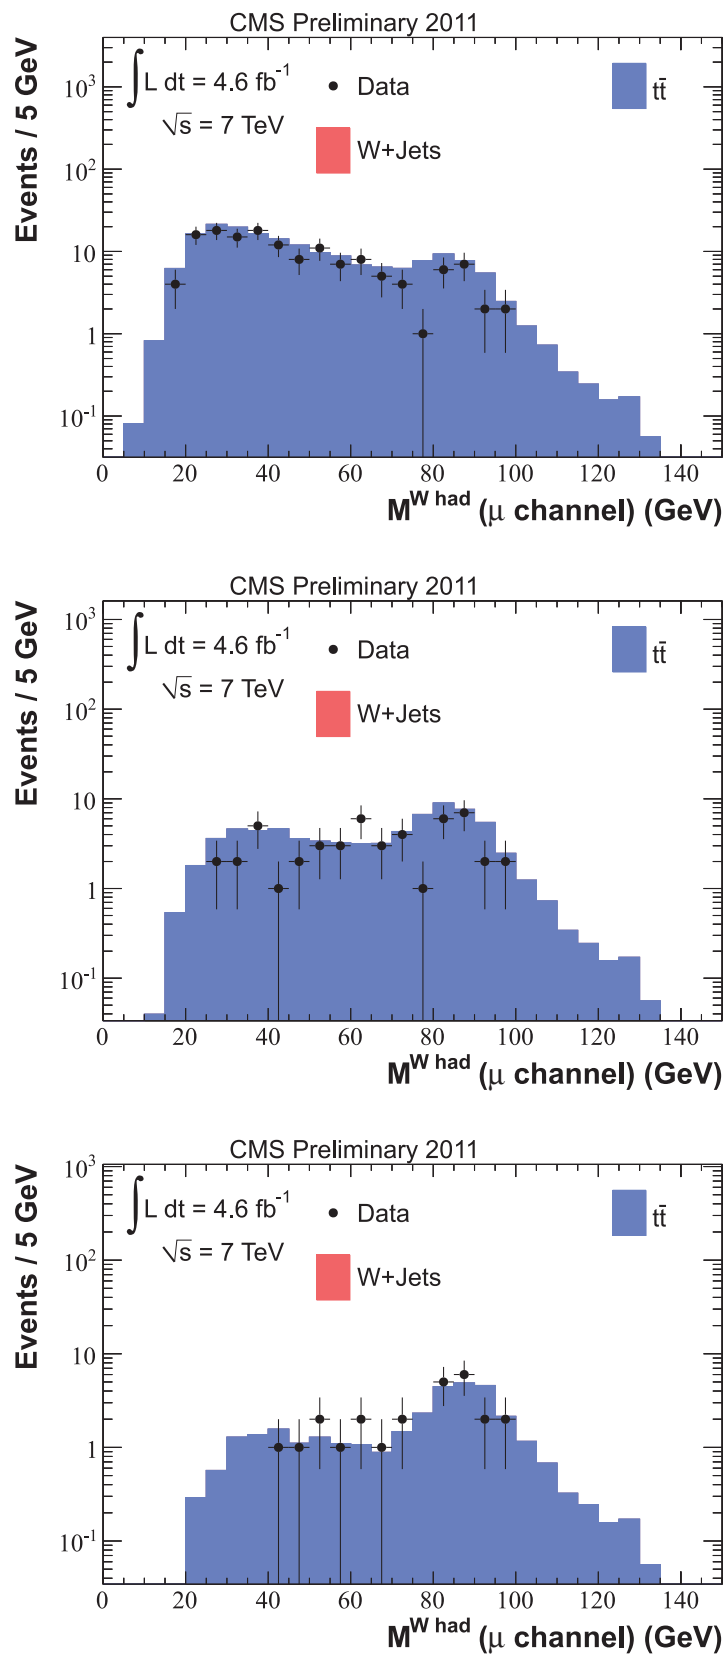 CMS Preliminary 2011
Events / 5 GeV
10³
10²
10
1
10⁻¹
∫ L dt = 4.6 fb⁻¹
√s = 7 TeV
Data
W+Jets
tt̄
0 20 40 60 80 100 120 140
M^W had (μ channel) (GeV)
CMS Preliminary 2011
Events / 5 GeV
10³
10²
10
1
10⁻¹
∫ L dt = 4.6 fb⁻¹
√s = 7 TeV
Data
W+Jets
tt̄
0 20 40 60 80 100 120 140
M^W had (μ channel) (GeV)
CMS Preliminary 2011
Events / 5 GeV
10³
10²
10
1
10⁻¹
∫ L dt = 4.6 fb⁻¹
√s = 7 TeV
Data
W+Jets
tt̄
0 20 40 60 80 100 120 140
M^W had (μ channel) (GeV)